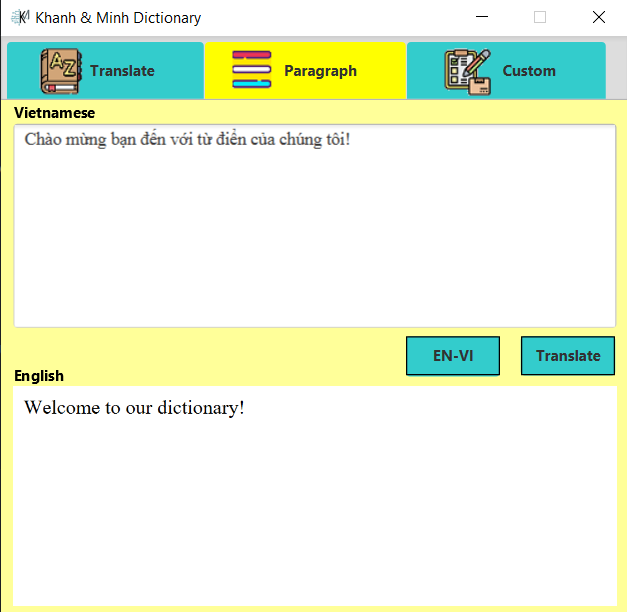 Khanh & Minh Dictionary
Translate
Paragraph
Custom
Vietnamese
Chào mừng bạn đến với từ điển của chúng tôi!
EN-VI
Translate
English
Welcome to our dictionary!